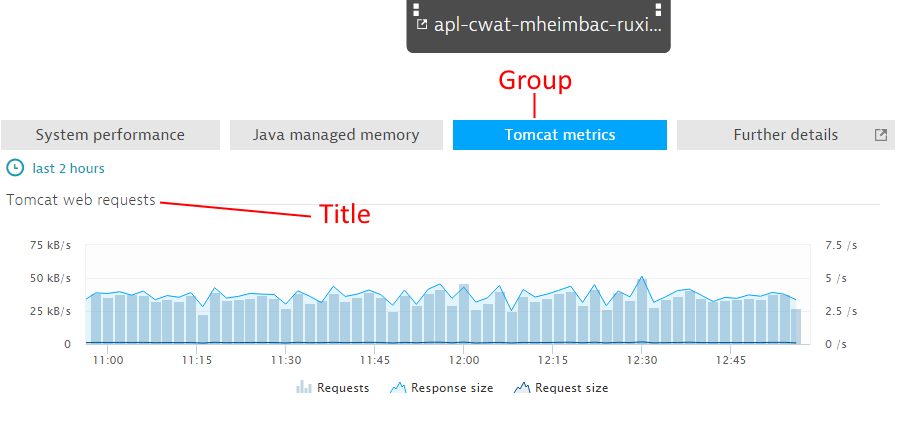 apl-cwat-mheimbac-ruxi...
Group
System performance Java managed memory Tomcat metrics Further details
last 2 hours
Tomcat web requests
Title
75 kB/s 7.5 /s
50 kB/s 5 /s
25 kB/s 2.5 /s
0 0 /s
11:00 11:15 11:30 11:45 12:00 12:15 12:30 12:45
Requests Response size Request size